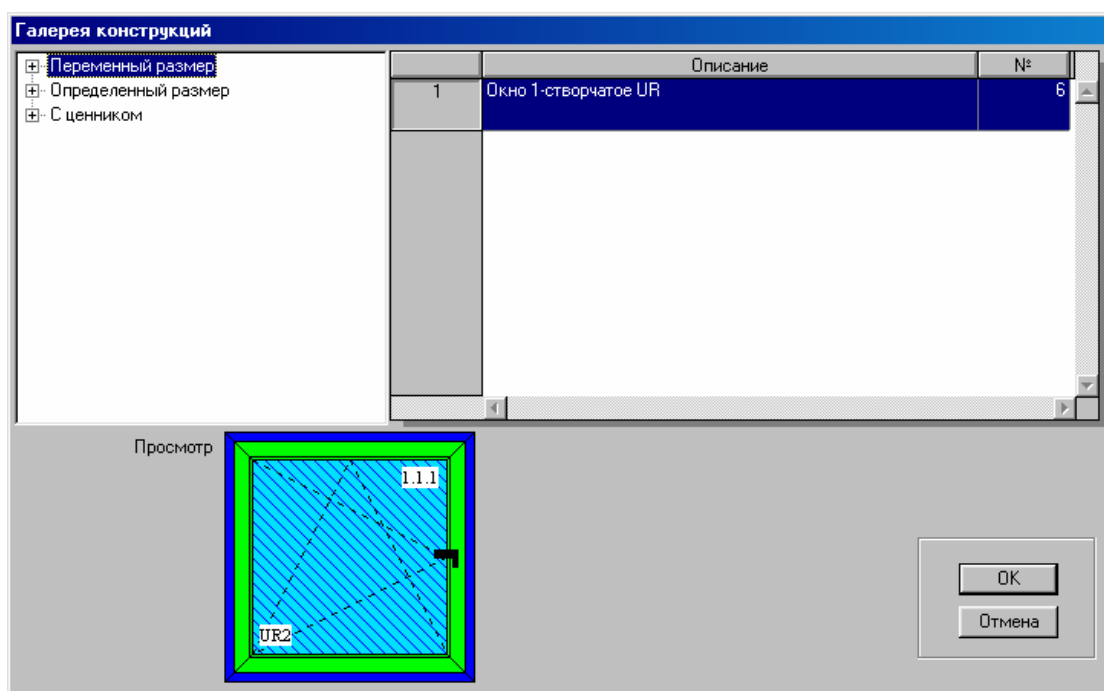 Галерея конструкций
Переменный размер
Определенный размер
С ценником
Описание №
1 Окно 1-створчатое UR 6
Просмотр
1.1.1
UR2
OK
Отмена